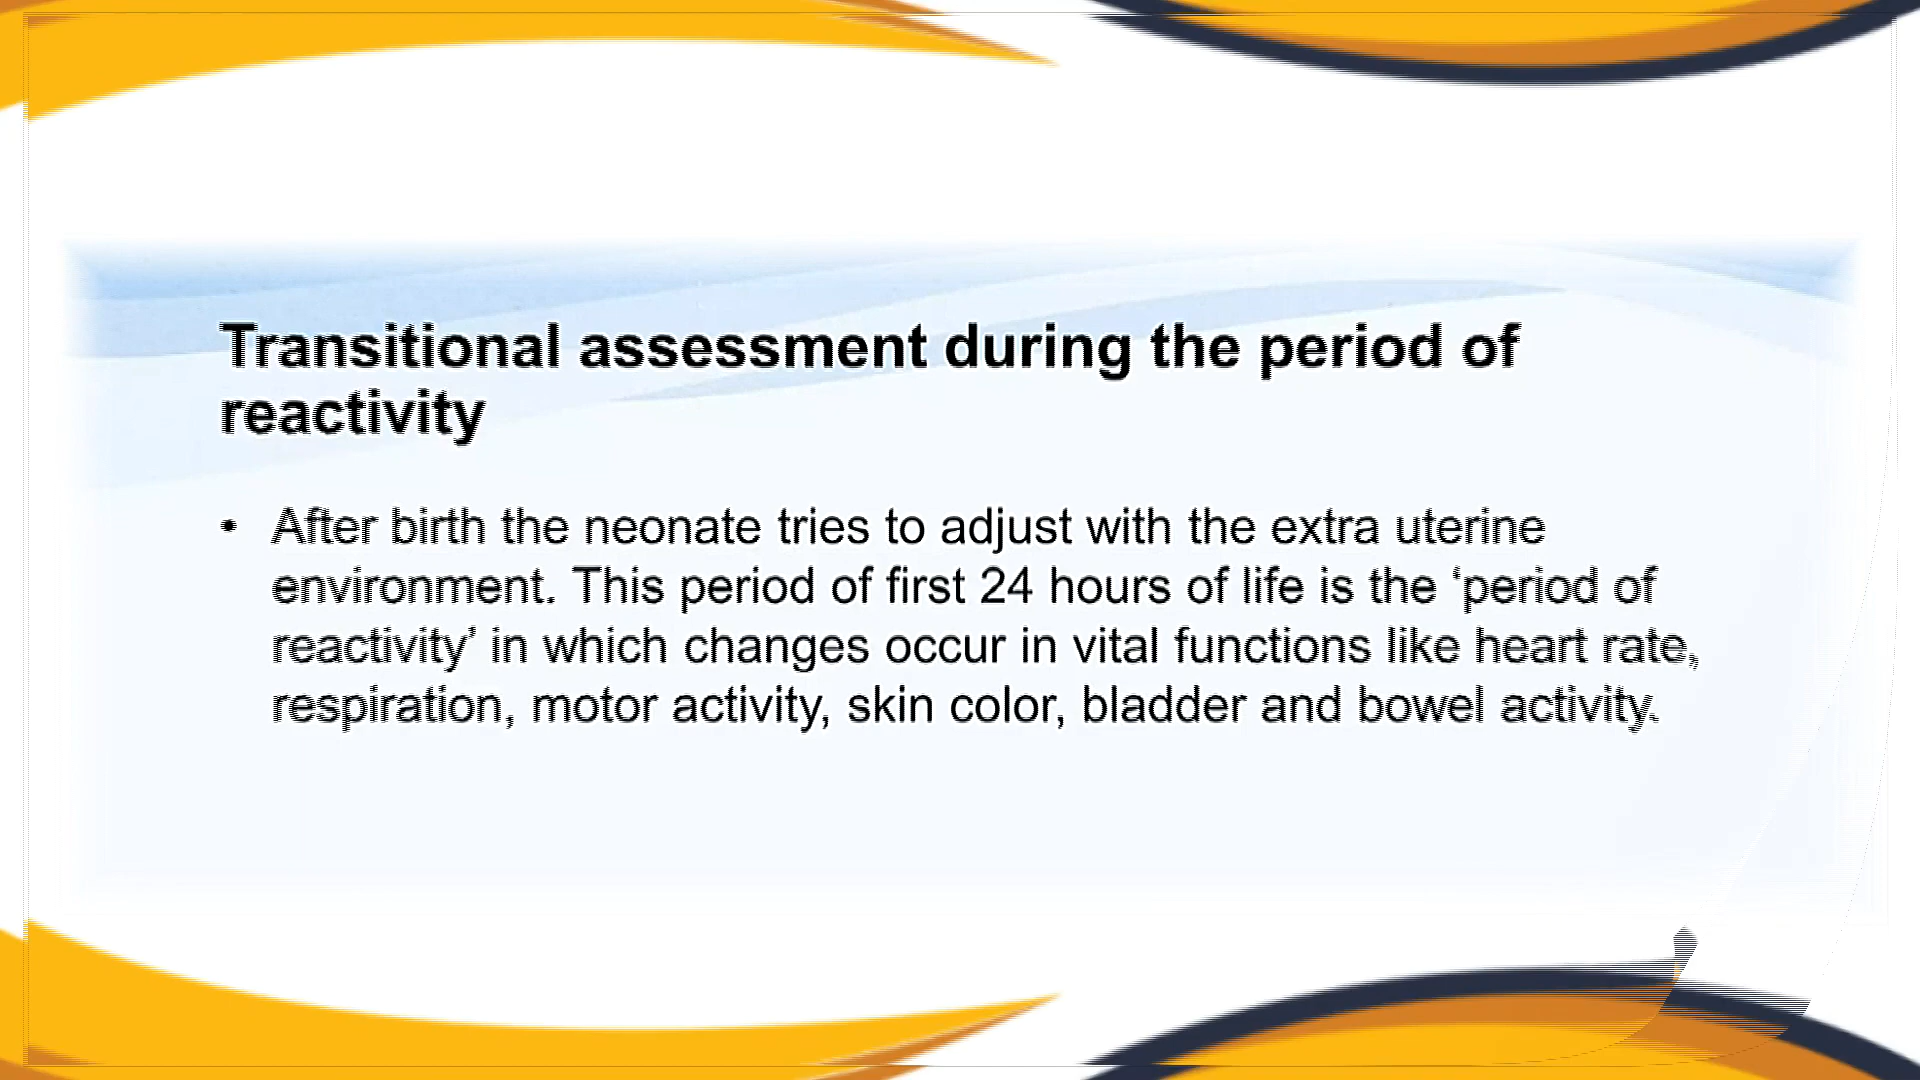 Transitional assessment during the period of
reactivity
• After birth the neonate tries to adjust with the extra uterine
environment. This period of first 24 hours of life is the ‘period of
reactivity’ in which changes occur in vital functions like heart rate,
respiration, motor activity, skin color, bladder and bowel activity.